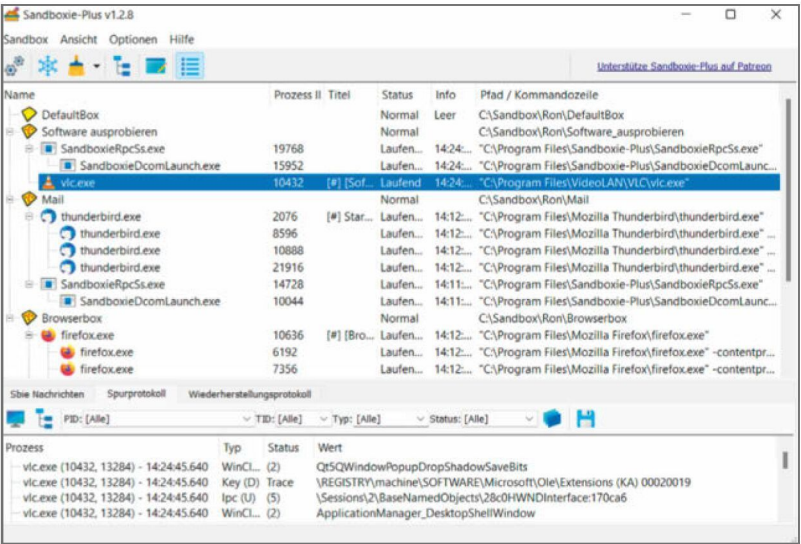 Sandboxie-Plus v1.2.8
Sandbox Ansicht Optionen Hilfe
Unterstütze Sandboxie-Plus auf Patreon
Name Prozess II Titel Status Info Pfad / Kommandozeile
DefaultBox Normal Leer C:\Sandbox\Ron\DefaultBox
Software ausprobieren Normal C:\Sandbox\Ron\Software_ausprobieren
SandboxieRpcSs.exe 19768 Laufen... 14:24:... "C:\Program Files\Sandboxie-Plus\SandboxieRpcSs.exe"
SandboxieDcomLaunch.exe 15952 Laufen... 14:24:... "C:\Program Files\Sandboxie-Plus\SandboxieDcomLaunc...
vlc.exe 10432 [#] [Sof... Laufend 14:24:... "C:\Program Files\VideoLAN\VLC\vlc.exe"
Mail Normal C:\Sandbox\Ron\Mail
thunderbird.exe 2076 [#] Star... Laufen... 14:12:... "C:\Program Files\Mozilla Thunderbird\thunderbird.exe"
thunderbird.exe 8596 Laufen... 14:12:... "C:\Program Files\Mozilla Thunderbird\thunderbird.exe" ...
thunderbird.exe 10888 Laufen... 14:12:... "C:\Program Files\Mozilla Thunderbird\thunderbird.exe" ...
thunderbird.exe 21916 Laufen... 14:12:... "C:\Program Files\Mozilla Thunderbird\thunderbird.exe" ...
SandboxieRpcSs.exe 14728 Laufen... 14:11:... "C:\Program Files\Sandboxie-Plus\SandboxieRpcSs.exe"
SandboxieDcomLaunch.exe 10044 Laufen... 14:11:... "C:\Program Files\Sandboxie-Plus\SandboxieDcomLaunc...
Browserbox Normal C:\Sandbox\Ron\Browserbox
firefox.exe 10636 [#] [Bro... Laufen... 14:12:... "C:\Program Files\Mozilla Firefox\firefox.exe"
firefox.exe 6192 Laufen... 14:12:... "C:\Program Files\Mozilla Firefox\firefox.exe" -contentpr...
firefox.exe 7356 Laufen... 14:12:... "C:\Program Files\Mozilla Firefox\firefox.exe" -contentpr...
Sbie Nachrichten Spurprotokoll Wiederherstellungsprotokoll
PID: [Alle] TID: [Alle] Typ: [Alle] Status: [Alle]
Prozess Typ Status Wert
vlc.exe (10432, 13284) - 14:24:45.640 WinCl... (2) Qt5QWindowPopupDropShadowSaveBits
vlc.exe (10432, 13284) - 14:24:45.640 Key (D) Trace \REGISTRY\machine\SOFTWARE\Microsoft\Ole\Extensions (KA) 00020019
vlc.exe (10432, 13284) - 14:24:45.640 Ipc (U) (5) \Sessions\2\BaseNamedObjects\28c0HWNDInterface:170ca6
vlc.exe (10432, 13284) - 14:24:45.640 WinCl... (2) ApplicationManager_DesktopShellWindow